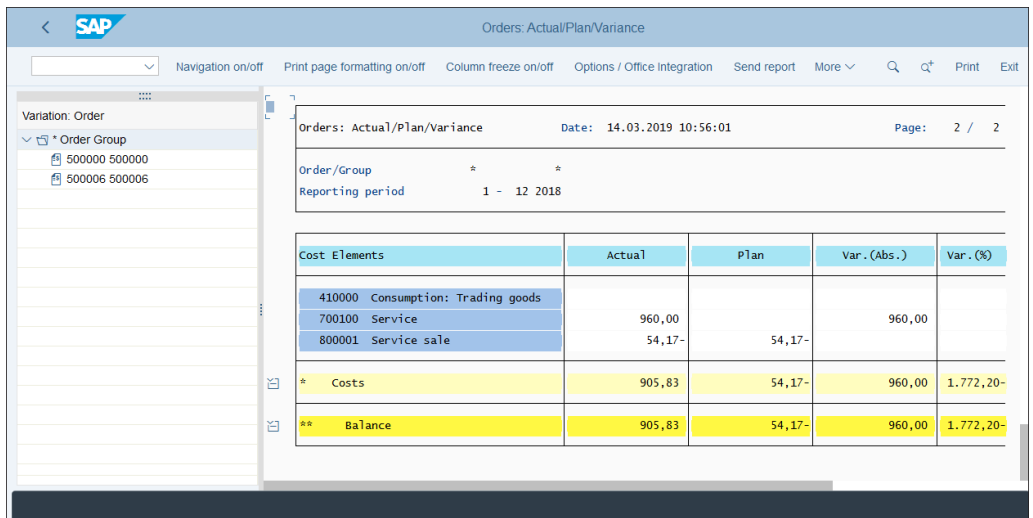 SAP Orders: Actual/Plan/Variance
Navigation on/off Print page formatting on/off Column freeze on/off Options / Office Integration Send report More Print Exit
Variation: Order
* Order Group
500000 500000
500006 500006
Orders: Actual/Plan/Variance Date: 14.03.2019 10:56:01 Page: 2 / 2
Order/Group * *
Reporting period 1 - 12 2018
Cost Elements Actual Plan Var.(Abs.) Var.(%)
410000 Consumption: Trading goods
700100 Service 960,00 960,00
800001 Service sale 54,17- 54,17-
* Costs 905,83 54,17- 960,00 1.772,20-
** Balance 905,83 54,17- 960,00 1.772,20-